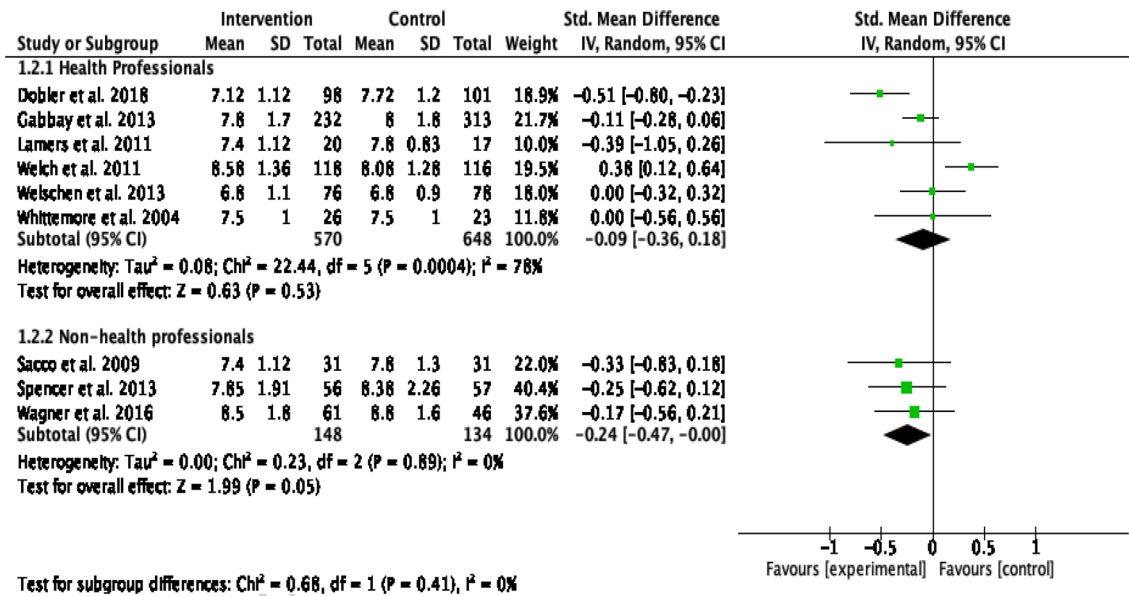 Intervention Control Std. Mean Difference Std. Mean Difference
Study or Subgroup Mean SD Total Mean SD Total Weight IV, Random, 95% CI IV, Random, 95% CI
1.2.1 Health Professionals
Dobler et al. 2018 7.12 1.12 98 7.72 1.2 101 18.9% −0.51 [−0.80, −0.23]
Gabbay et al. 2013 7.8 1.7 232 8 1.8 313 21.7% −0.11 [−0.28, 0.06]
Lamers et al. 2011 7.4 1.12 20 7.8 0.83 17 10.0% −0.39 [−1.05, 0.26]
Welch et al. 2011 8.58 1.36 118 8.08 1.28 116 19.5% 0.38 [0.12, 0.64]
Welschen et al. 2013 6.8 1.1 76 6.8 0.9 78 18.0% 0.00 [−0.32, 0.32]
Whittemore et al. 2004 7.5 1 26 7.5 1 23 11.8% 0.00 [−0.56, 0.56]
Subtotal (95% CI) 570 648 100.0% −0.09 [−0.36, 0.18]
Heterogeneity: Tau² = 0.08; Chi² = 22.44, df = 5 (P = 0.0004); I² = 78%
Test for overall effect: Z = 0.63 (P = 0.53)
1.2.2 Non−health professionals
Sacco et al. 2009 7.4 1.12 31 7.8 1.3 31 22.0% −0.33 [−0.83, 0.18]
Spencer et al. 2013 7.85 1.91 56 8.38 2.26 57 40.4% −0.25 [−0.62, 0.12]
Wagner et al. 2016 8.5 1.8 61 8.8 1.6 46 37.6% −0.17 [−0.56, 0.21]
Subtotal (95% CI) 148 134 100.0% −0.24 [−0.47, −0.00]
Heterogeneity: Tau² = 0.00; Chi² = 0.23, df = 2 (P = 0.89); I² = 0%
Test for overall effect: Z = 1.99 (P = 0.05)
−1 −0.5 0 0.5 1
Favours [experimental] Favours [control]
Test for subgroup differences: Chi² = 0.68, df = 1 (P = 0.41), I² = 0%